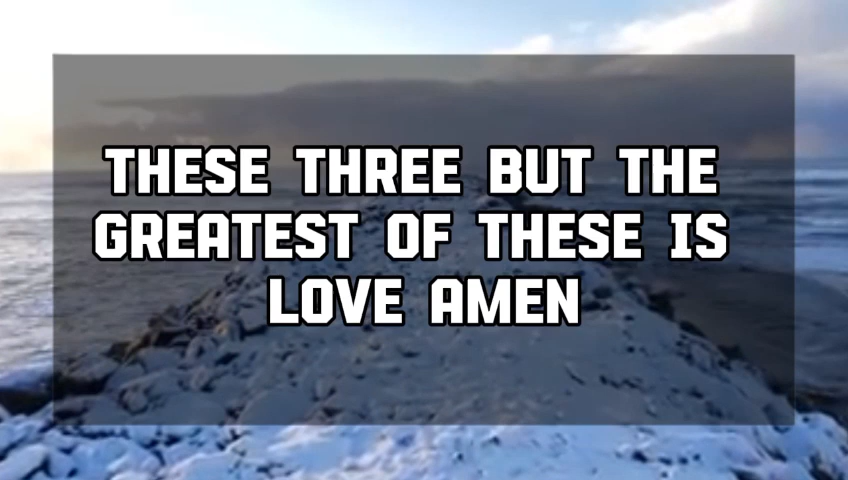 THESE THREE BUT THE
GREATEST OF THESE IS
LOVE AMEN